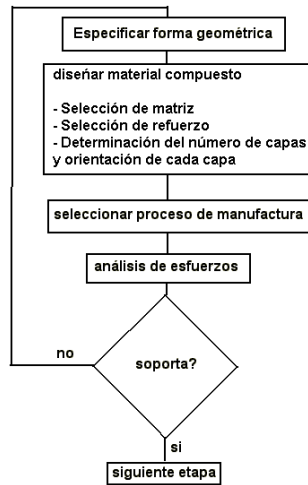 Especificar forma geométrica
diseñar material compuesto
- Selección de matriz
- Selección de refuerzo
- Determinación del número de capas
y orientación de cada capa
seleccionar proceso de manufactura
análisis de esfuerzos
soporta?
no
si
siguiente etapa